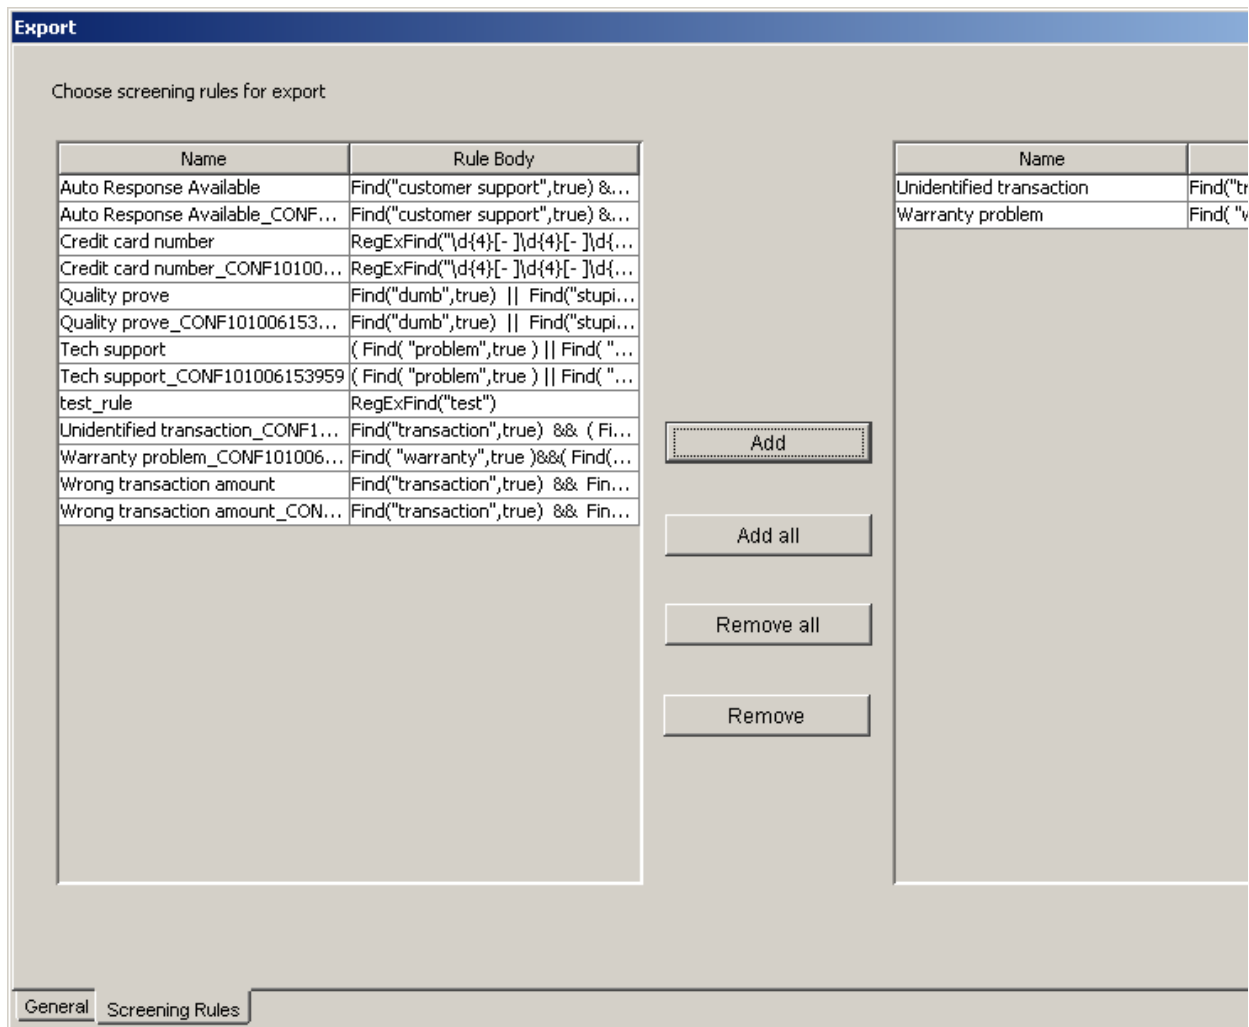 Export
Choose screening rules for export
Name Rule Body
Auto Response Available Find("customer support",true) &...
Auto Response Available_CONF... Find("customer support",true) &...
Credit card number RegExFind("\d{4}[- ]\d{4}[- ]\d{...
Credit card number_CONF10100... RegExFind("\d{4}[- ]\d{4}[- ]\d{...
Quality prove Find("dumb",true) || Find("stupi...
Quality prove_CONF101006153... Find("dumb",true) || Find("stupi...
Tech support ( Find( "problem",true ) || Find( "...
Tech support_CONF101006153959 ( Find( "problem",true ) || Find( "...
test_rule RegExFind("test")
Unidentified transaction_CONF1... Find("transaction",true) && ( Fi...
Warranty problem_CONF101006... Find( "warranty",true )&&( Find(...
Wrong transaction amount Find("transaction",true) && Fin...
Wrong transaction amount_CON... Find("transaction",true) && Fin...
Add
Add all
Remove all
Remove
Name
Unidentified transaction Find("tr
Warranty problem Find( "w
General Screening Rules